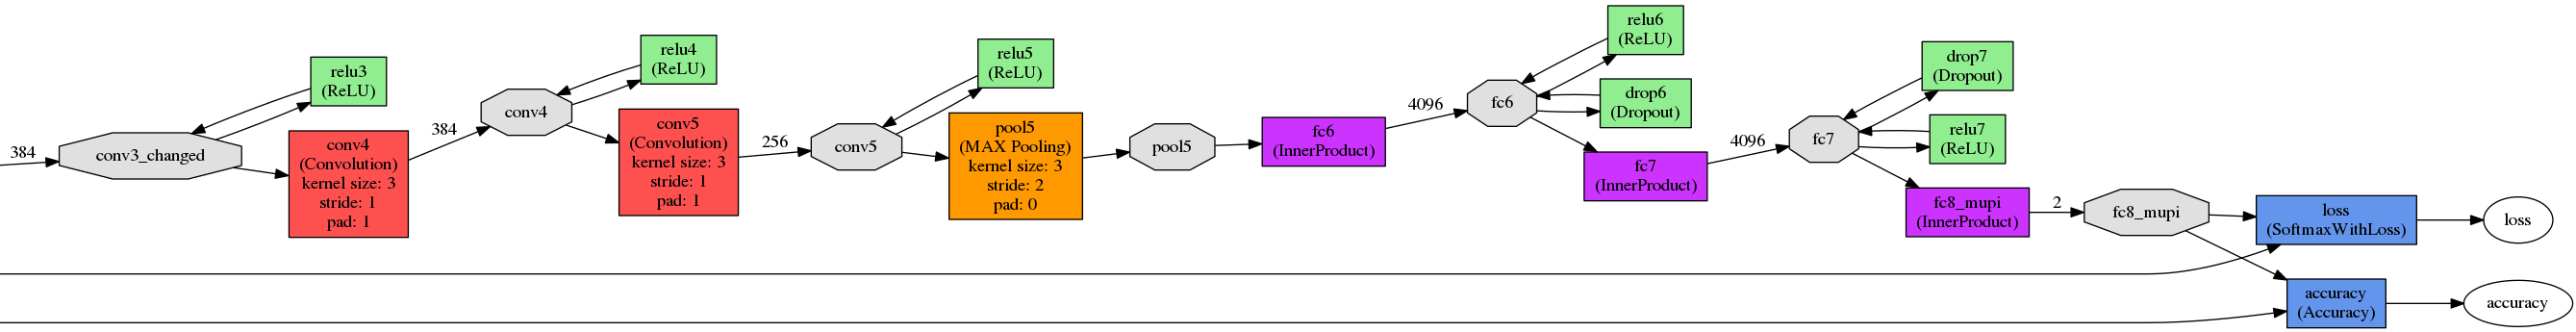 384
conv3_changed
relu3
(ReLU)
conv4
(Convolution)
kernel size: 3
stride: 1
pad: 1
384
conv4
relu4
(ReLU)
conv5
(Convolution)
kernel size: 3
stride: 1
pad: 1
256
conv5
relu5
(ReLU)
pool5
(MAX Pooling)
kernel size: 3
stride: 2
pad: 0
pool5
fc6
(InnerProduct)
4096
fc6
relu6
(ReLU)
drop6
(Dropout)
fc7
(InnerProduct)
4096
fc7
drop7
(Dropout)
relu7
(ReLU)
fc8_mupi
(InnerProduct)
2
fc8_mupi
loss
(SoftmaxWithLoss)
loss
accuracy
(Accuracy)
accuracy